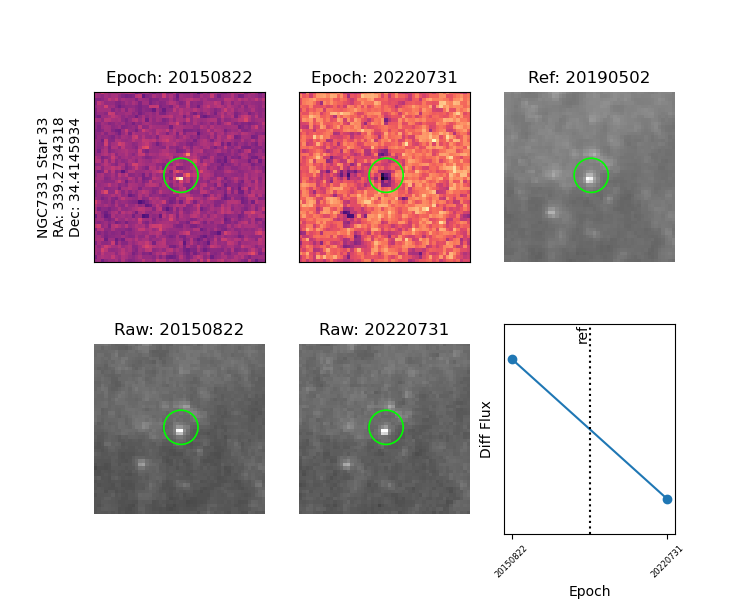 Epoch: 20150822
Epoch: 20220731
Ref: 20190502
NGC7331 Star 33
RA: 339.2734318
Dec: 34.4145934
Raw: 20150822
Raw: 20220731
ref
Diff Flux
20150822
20220731
Epoch